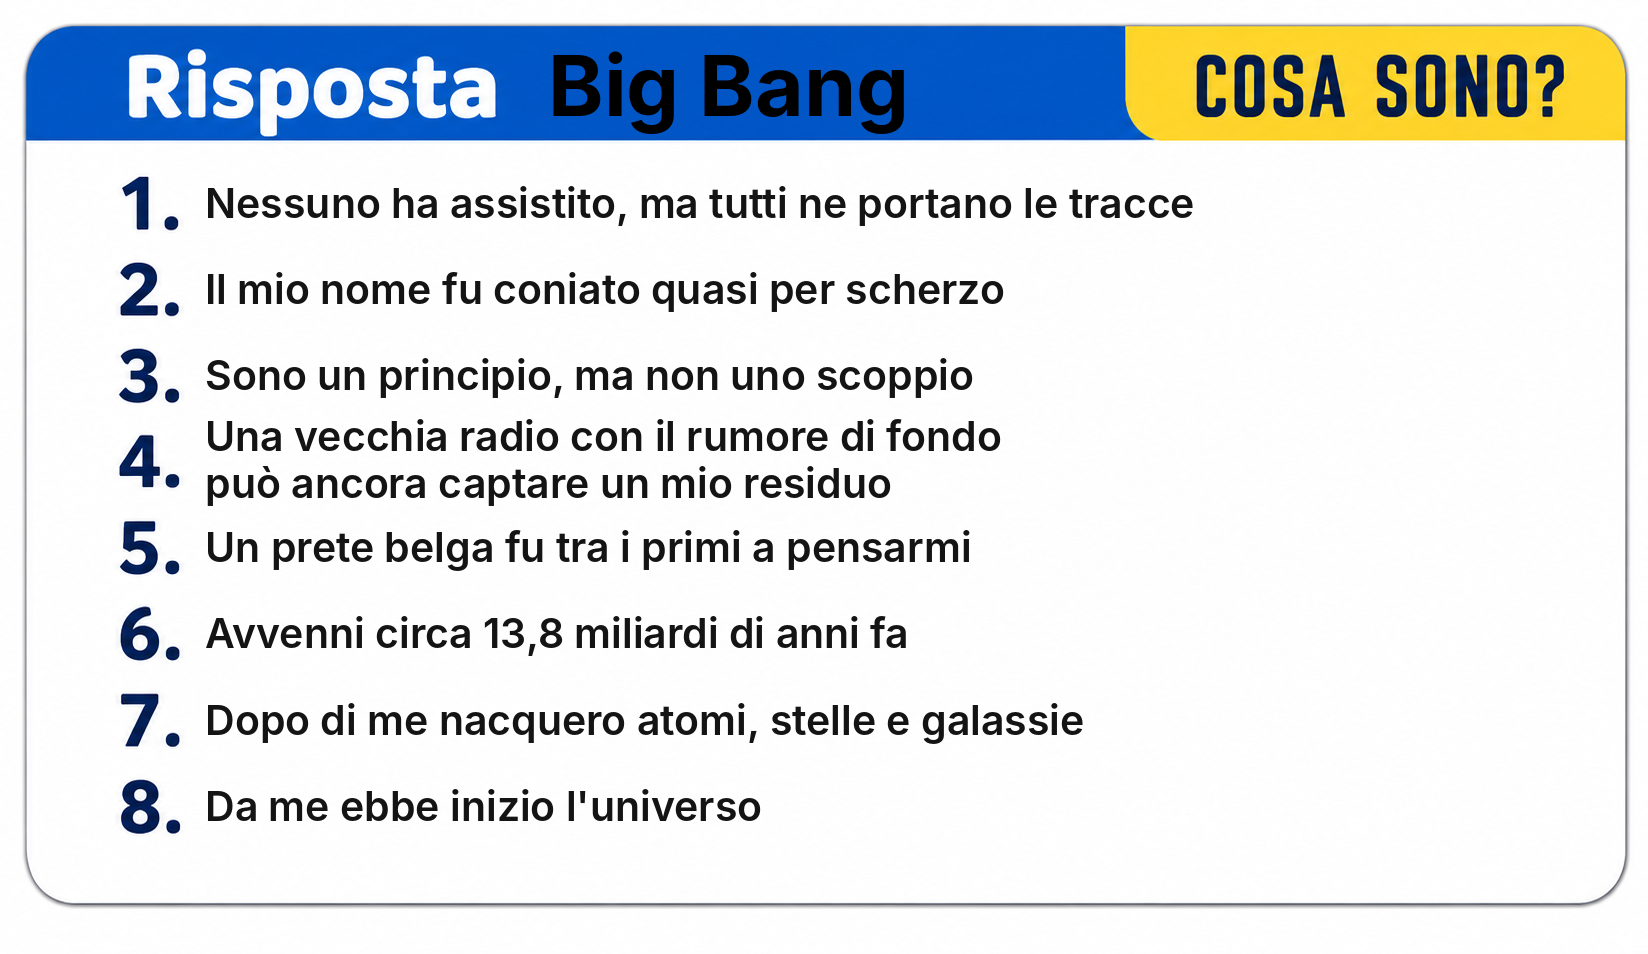 Risposta Big Bang COSA SONO?
1. Nessuno ha assistito, ma tutti ne portano le tracce
2. Il mio nome fu coniato quasi per scherzo
3. Sono un principio, ma non uno scoppio
4. Una vecchia radio con il rumore di fondo
può ancora captare un mio residuo
5. Un prete belga fu tra i primi a pensarmi
6. Avvenni circa 13,8 miliardi di anni fa
7. Dopo di me nacquero atomi, stelle e galassie
8. Da me ebbe inizio l'universo